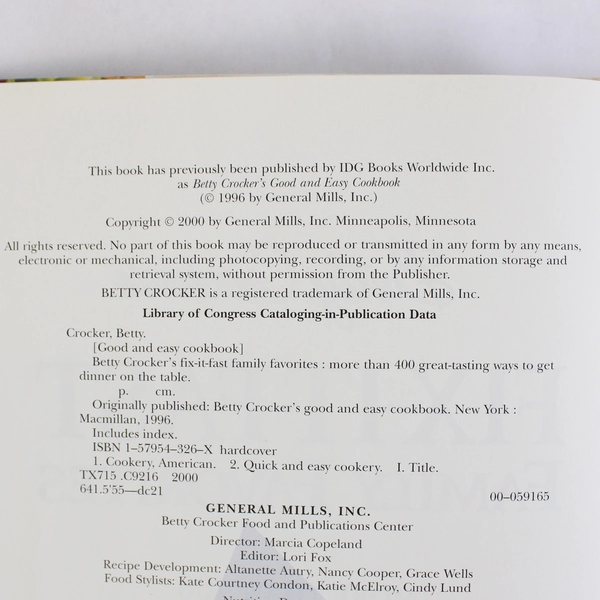 This book has previously been published by IDG Books Worldwide Inc.
as Betty Crocker's Good and Easy Cookbook
(© 1996 by General Mills, Inc.)
Copyright © 2000 by General Mills, Inc. Minneapolis, Minnesota
All rights reserved. No part of this book may be reproduced or transmitted in any form by any means,
electronic or mechanical, including photocopying, recording, or by any information storage and
retrieval system, without permission from the Publisher.
BETTY CROCKER is a registered trademark of General Mills, Inc.
Library of Congress Cataloging-in-Publication Data
Crocker, Betty.
[Good and easy cookbook]
Betty Crocker's fix-it-fast family favorites : more than 400 great-tasting ways to get
dinner on the table.
p. cm.
Originally published: Betty Crocker's good and easy cookbook. New York :
Macmillan, 1996.
Includes index.
ISBN 1-57954-326-X hardcover
1. Cookery, American. 2. Quick and easy cookery. I. Title.
TX715 .C9216 2000
641.5'55—dc21
00-059165
GENERAL MILLS, INC.
Betty Crocker Food and Publications Center
Director: Marcia Copeland
Editor: Lori Fox
Recipe Development: Altanette Autry, Nancy Cooper, Grace Wells
Food Stylists: Kate Courtney Condon, Katie McElroy, Cindy Lund